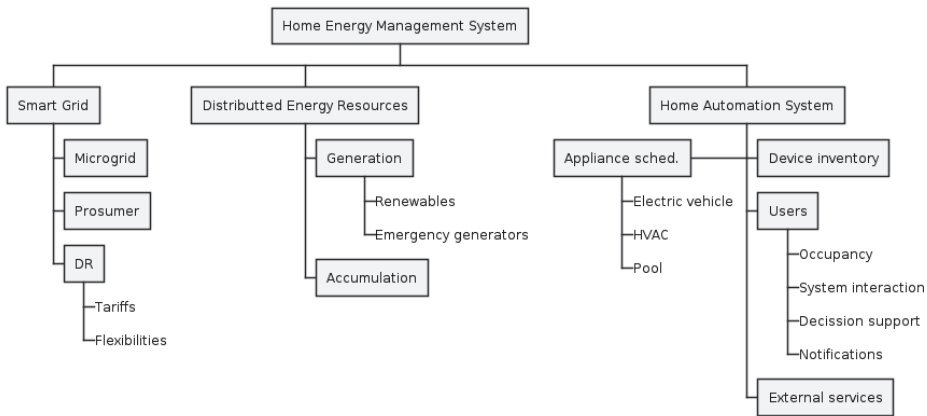 Home Energy Management System
Smart Grid
Distributted Energy Resources
Home Automation System
Microgrid
Generation
Appliance sched.
Device inventory
Renewables
Electric vehicle
Prosumer
Users
Emergency generators
HVAC
Occupancy
DR
Accumulation
Pool
System interaction
Tariffs
Decission support
Flexibilities
Notifications
External services